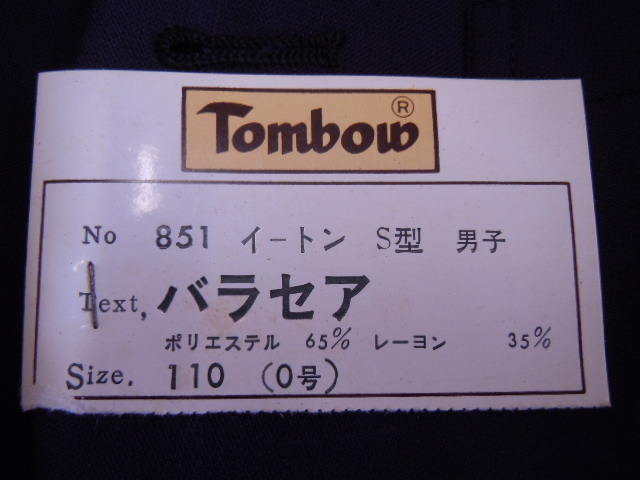 Tombow®
No 851 イートン S型 男子
Text, バラセア
ポリエステル 65% レーヨン 35%
Size. 110 (0号)